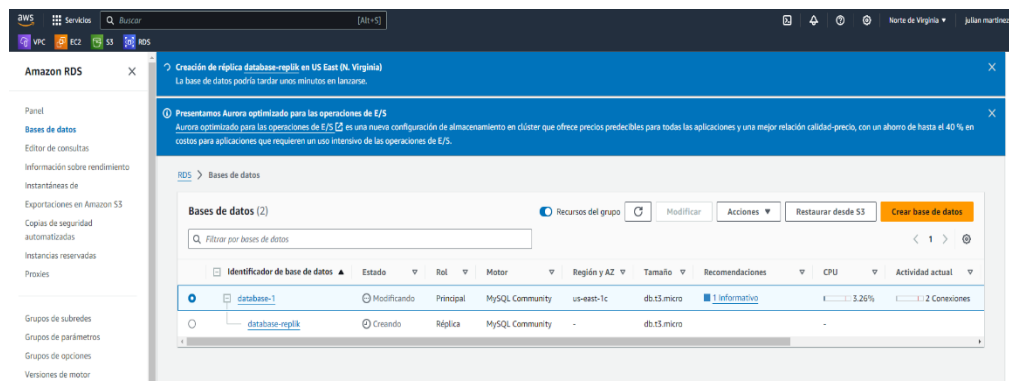 aws Servicios Buscar [Alt+S] Norte de Virginia ▼ julian martinez
VPC EC2 S3 RDS
Amazon RDS
Panel
Bases de datos
Editor de consultas
Información sobre rendimiento
Instantáneas de
Exportaciones en Amazon S3
Copias de seguridad
automatizadas
Instancias reservadas
Proxies
Grupos de subredes
Grupos de parámetros
Grupos de opciones
Versiones de motor
Creación de réplica database-replik en US East (N. Virginia)
La base de datos podría tardar unos minutos en lanzarse.
Presentamos Aurora optimizado para las operaciones de E/S
Aurora optimizado para las operaciones de E/S es una nueva configuración de almacenamiento en clúster que ofrece precios predecibles para todas las aplicaciones y una mejor relación calidad-precio, con un ahorro de hasta el 40 % en
costos para aplicaciones que requieren un uso intensivo de las operaciones de E/S.
RDS > Bases de datos
Bases de datos (2) Recursos del grupo Modificar Acciones ▼ Restaurar desde S3 Crear base de datos
Filtrar por bases de datos < 1 >
Identificador de base de datos ▲ Estado Rol Motor Región y AZ Tamaño Recomendaciones CPU Actividad actual
database-1 Modificando Principal MySQL Community us-east-1c db.t3.micro 1 Informativo 3.26% 2 Conexiones
database-replik Creando Réplica MySQL Community - db.t3.micro -